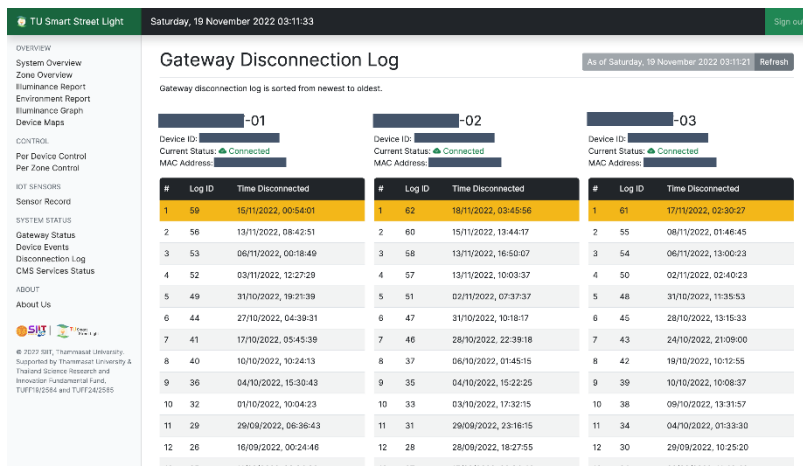 TU Smart Street Light
Saturday, 19 November 2022 03:11:33
Sign out
OVERVIEW
System Overview
Zone Overview
Illuminance Report
Environment Report
Illuminance Graph
Device Maps
CONTROL
Per Device Control
Per Zone Control
IOT SENSORS
Sensor Record
SYSTEM STATUS
Gateway Status
Device Events
Disconnection Log
CMS Services Status
ABOUT
About Us
SIIT
© 2022 SIIT, Thammasat University.
Supported by Thammasat University &
Thailand Science Research and
Innovation Fundamental Fund,
TUFF19/2564 and TUFF24/2565
Gateway Disconnection Log
As of Saturday, 19 November 2022 03:11:21 Refresh
Gateway disconnection log is sorted from newest to oldest.
-01
Device ID:
Current Status: Connected
MAC Address:
# Log ID Time Disconnected
1 59 15/11/2022, 00:54:01
2 56 13/11/2022, 08:42:51
3 53 06/11/2022, 00:18:49
4 52 03/11/2022, 12:27:29
5 49 31/10/2022, 19:21:39
6 44 27/10/2022, 04:39:31
7 41 17/10/2022, 05:45:39
8 40 10/10/2022, 10:24:13
9 36 04/10/2022, 15:30:43
10 32 01/10/2022, 10:04:23
11 29 29/09/2022, 06:36:43
12 26 16/09/2022, 00:24:46
-02
Device ID:
Current Status: Connected
MAC Address:
# Log ID Time Disconnected
1 62 18/11/2022, 03:45:56
2 60 15/11/2022, 13:44:17
3 58 13/11/2022, 16:50:07
4 57 13/11/2022, 10:03:37
5 51 02/11/2022, 07:37:37
6 47 31/10/2022, 10:18:17
7 46 28/10/2022, 22:39:18
8 37 06/10/2022, 01:45:15
9 35 04/10/2022, 15:22:25
10 33 03/10/2022, 17:32:15
11 31 29/09/2022, 23:16:15
12 28 28/09/2022, 18:27:55
-03
Device ID:
Current Status: Connected
MAC Address:
# Log ID Time Disconnected
1 61 17/11/2022, 02:30:27
2 55 08/11/2022, 01:46:45
3 54 06/11/2022, 13:00:23
4 50 02/11/2022, 02:40:23
5 48 31/10/2022, 11:35:53
6 45 28/10/2022, 13:15:33
7 43 24/10/2022, 21:09:00
8 42 19/10/2022, 10:12:55
9 39 10/10/2022, 10:08:37
10 38 09/10/2022, 13:31:57
11 34 04/10/2022, 01:33:30
12 30 29/09/2022, 10:25:20